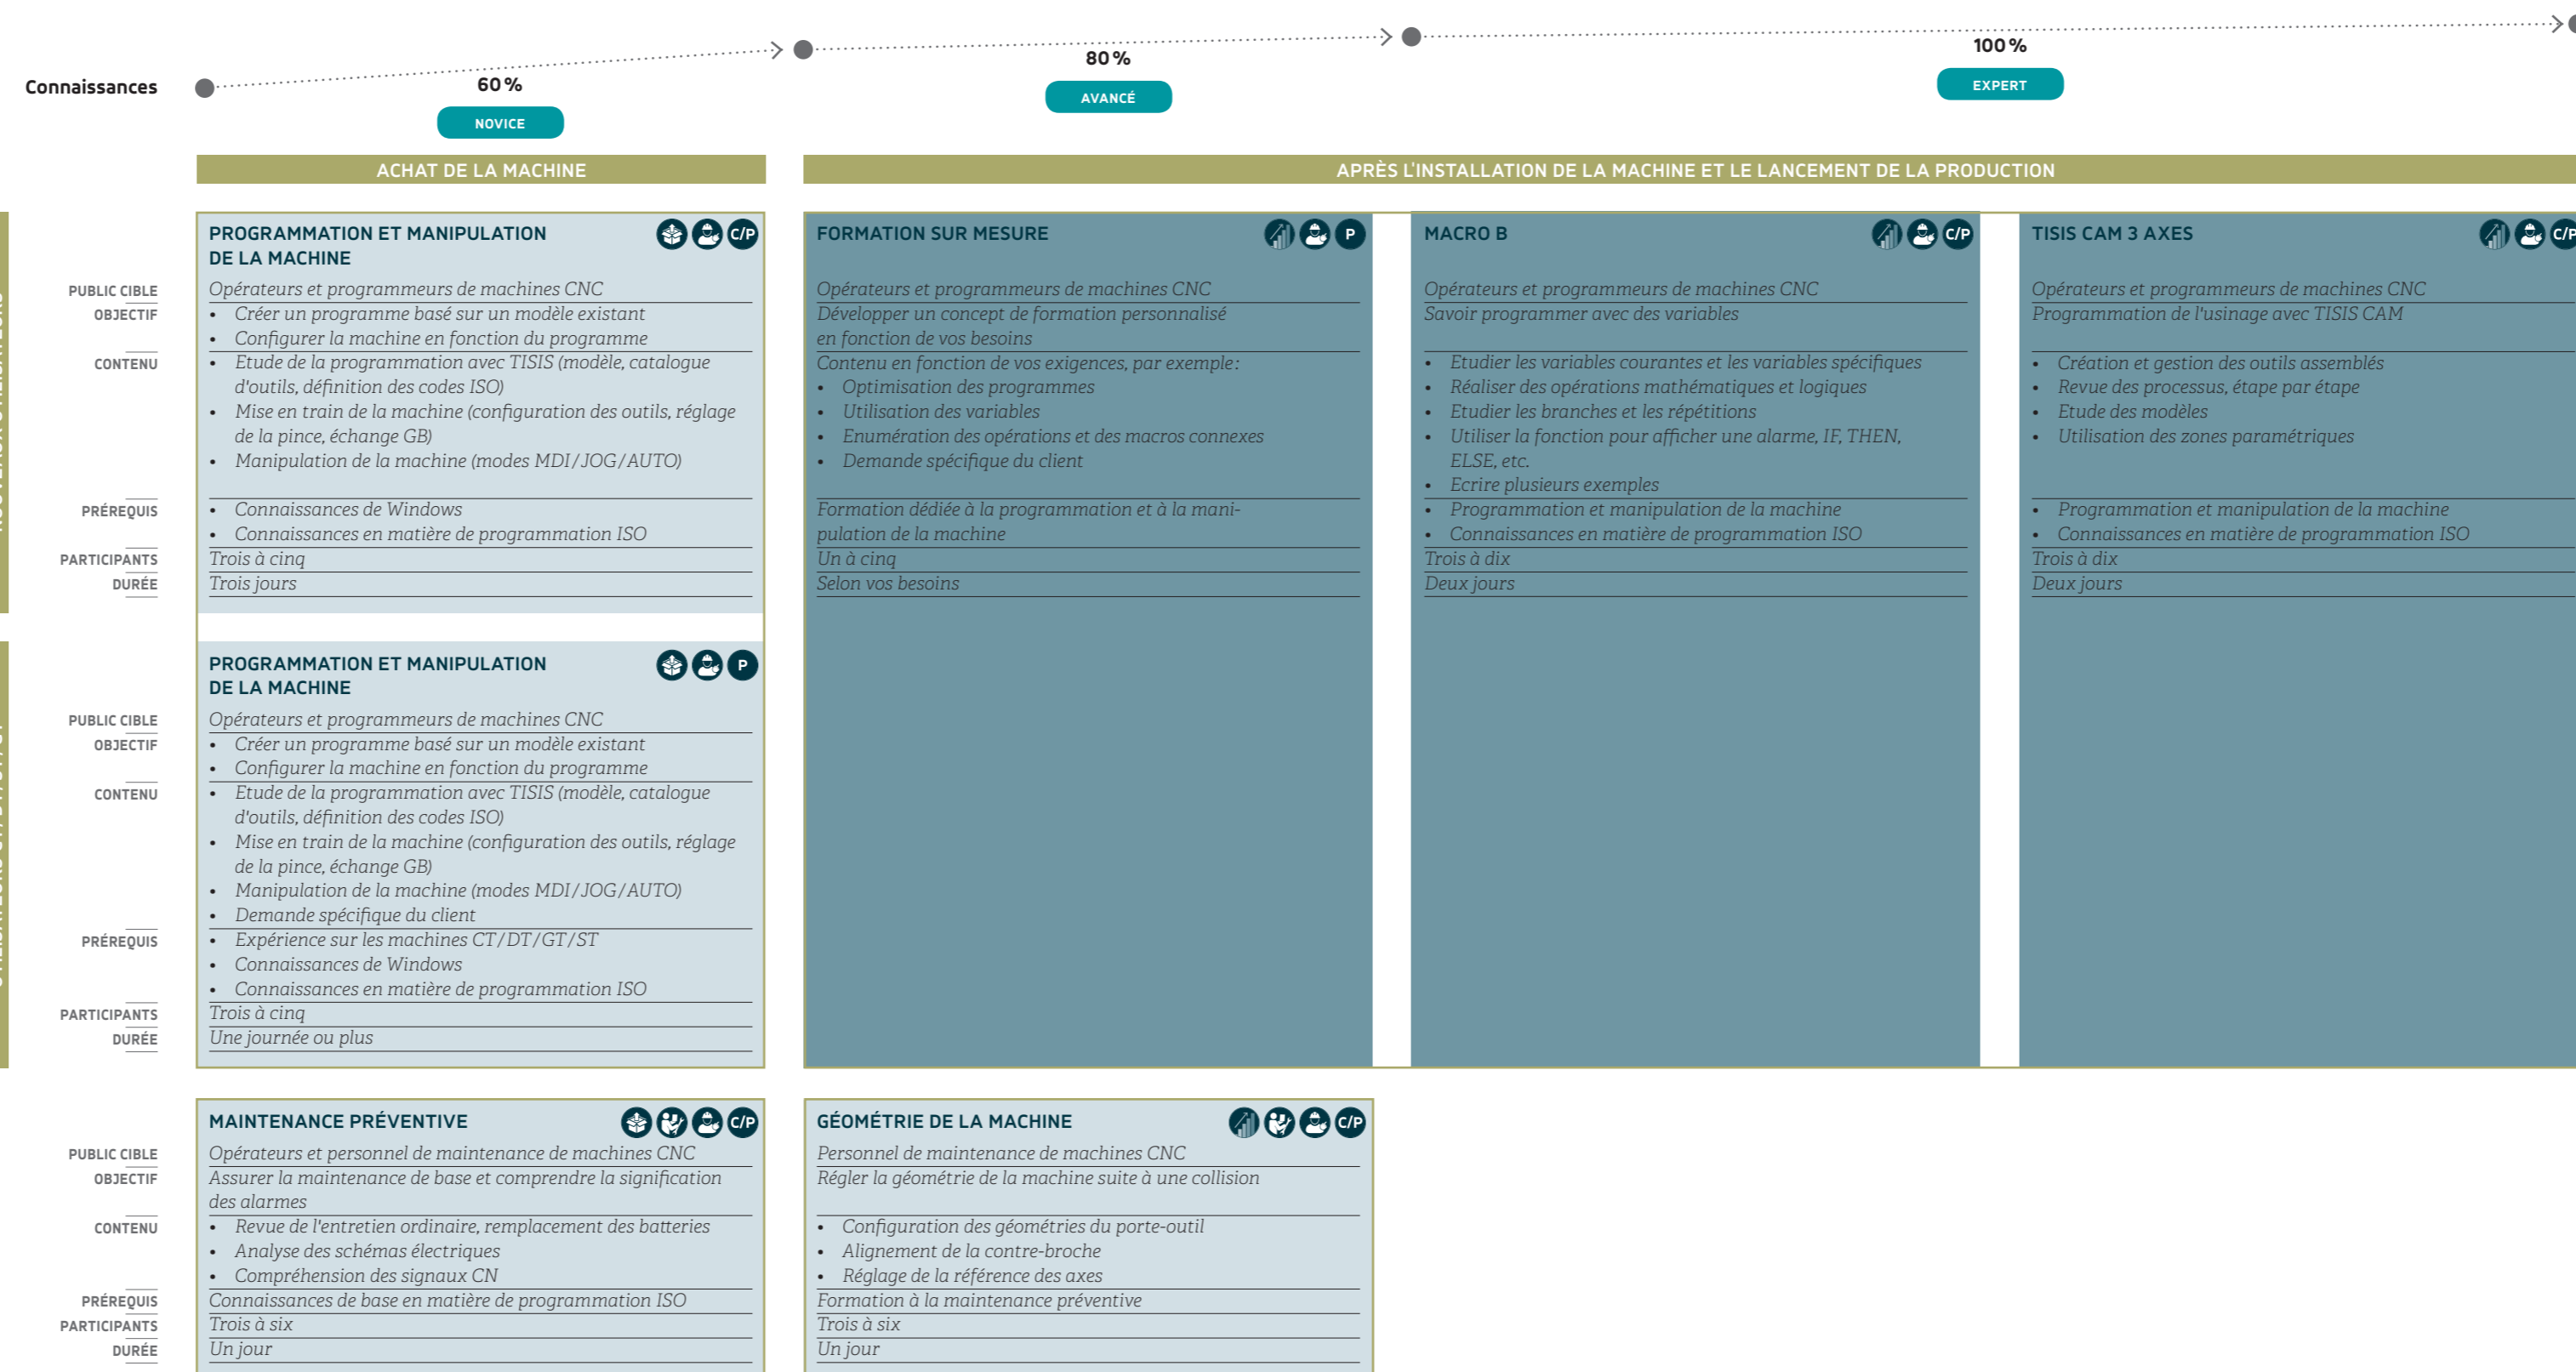 Connaissances
60 %
NOVICE
80 %
AVANCÉ
100 %
EXPERT
ACHAT DE LA MACHINE
APRÈS L'INSTALLATION DE LA MACHINE ET LE LANCEMENT DE LA PRODUCTION
PUBLIC CIBLE
OBJECTIF
CONTENU
PRÉREQUIS
PARTICIPANTS
DURÉE
PROGRAMMATION ET MANIPULATION
DE LA MACHINE
C/P
Opérateurs et programmeurs de machines CNC
• Créer un programme basé sur un modèle existant
• Configurer la machine en fonction du programme
• Etude de la programmation avec TISIS (modèle, catalogue
d'outils, définition des codes ISO)
• Mise en train de la machine (configuration des outils, réglage
de la pince, échange GB)
• Manipulation de la machine (modes MDI/JOG/AUTO)
• Connaissances de Windows
• Connaissances en matière de programmation ISO
Trois à cinq
Trois jours
FORMATION SUR MESURE
P
Opérateurs et programmeurs de machines CNC
Développer un concept de formation personnalisé
en fonction de vos besoins
Contenu en fonction de vos exigences, par exemple :
• Optimisation des programmes
• Utilisation des variables
• Enumération des opérations et des macros connexes
• Demande spécifique du client
Formation dédiée à la programmation et à la mani-
pulation de la machine
Un à cinq
Selon vos besoins
MACRO B
C/P
Opérateurs et programmeurs de machines CNC
Savoir programmer avec des variables
• Etudier les variables courantes et les variables spécifiques
• Réaliser des opérations mathématiques et logiques
• Etudier les branches et les répétitions
• Utiliser la fonction pour afficher une alarme, IF, THEN,
ELSE, etc.
• Ecrire plusieurs exemples
• Programmation et manipulation de la machine
• Connaissances en matière de programmation ISO
Trois à dix
Deux jours
TISIS CAM 3 AXES
C/P
Opérateurs et programmeurs de machines CNC
Programmation de l'usinage avec TISIS CAM
• Création et gestion des outils assemblés
• Revue des processus, étape par étape
• Etude des modèles
• Utilisation des zones paramétriques
• Programmation et manipulation de la machine
• Connaissances en matière de programmation ISO
Trois à dix
Deux jours
PUBLIC CIBLE
OBJECTIF
CONTENU
PRÉREQUIS
PARTICIPANTS
DURÉE
PROGRAMMATION ET MANIPULATION
DE LA MACHINE
P
Opérateurs et programmeurs de machines CNC
• Créer un programme basé sur un modèle existant
• Configurer la machine en fonction du programme
• Etude de la programmation avec TISIS (modèle, catalogue
d'outils, définition des codes ISO)
• Mise en train de la machine (configuration des outils, réglage
de la pince, échange GB)
• Manipulation de la machine (modes MDI/JOG/AUTO)
• Demande spécifique du client
• Expérience sur les machines CT/DT/GT/ST
• Connaissances de Windows
• Connaissances en matière de programmation ISO
Trois à cinq
Une journée ou plus
PUBLIC CIBLE
OBJECTIF
CONTENU
PRÉREQUIS
PARTICIPANTS
DURÉE
MAINTENANCE PRÉVENTIVE
C/P
Opérateurs et personnel de maintenance de machines CNC
Assurer la maintenance de base et comprendre la signification
des alarmes
• Revue de l'entretien ordinaire, remplacement des batteries
• Analyse des schémas électriques
• Compréhension des signaux CN
Connaissances de base en matière de programmation ISO
Trois à six
Un jour
GÉOMÉTRIE DE LA MACHINE
C/P
Personnel de maintenance de machines CNC
Régler la géométrie de la machine suite à une collision
• Configuration des géométries du porte-outil
• Alignement de la contre-broche
• Réglage de la référence des axes
Formation à la maintenance préventive
Trois à six
Un jour